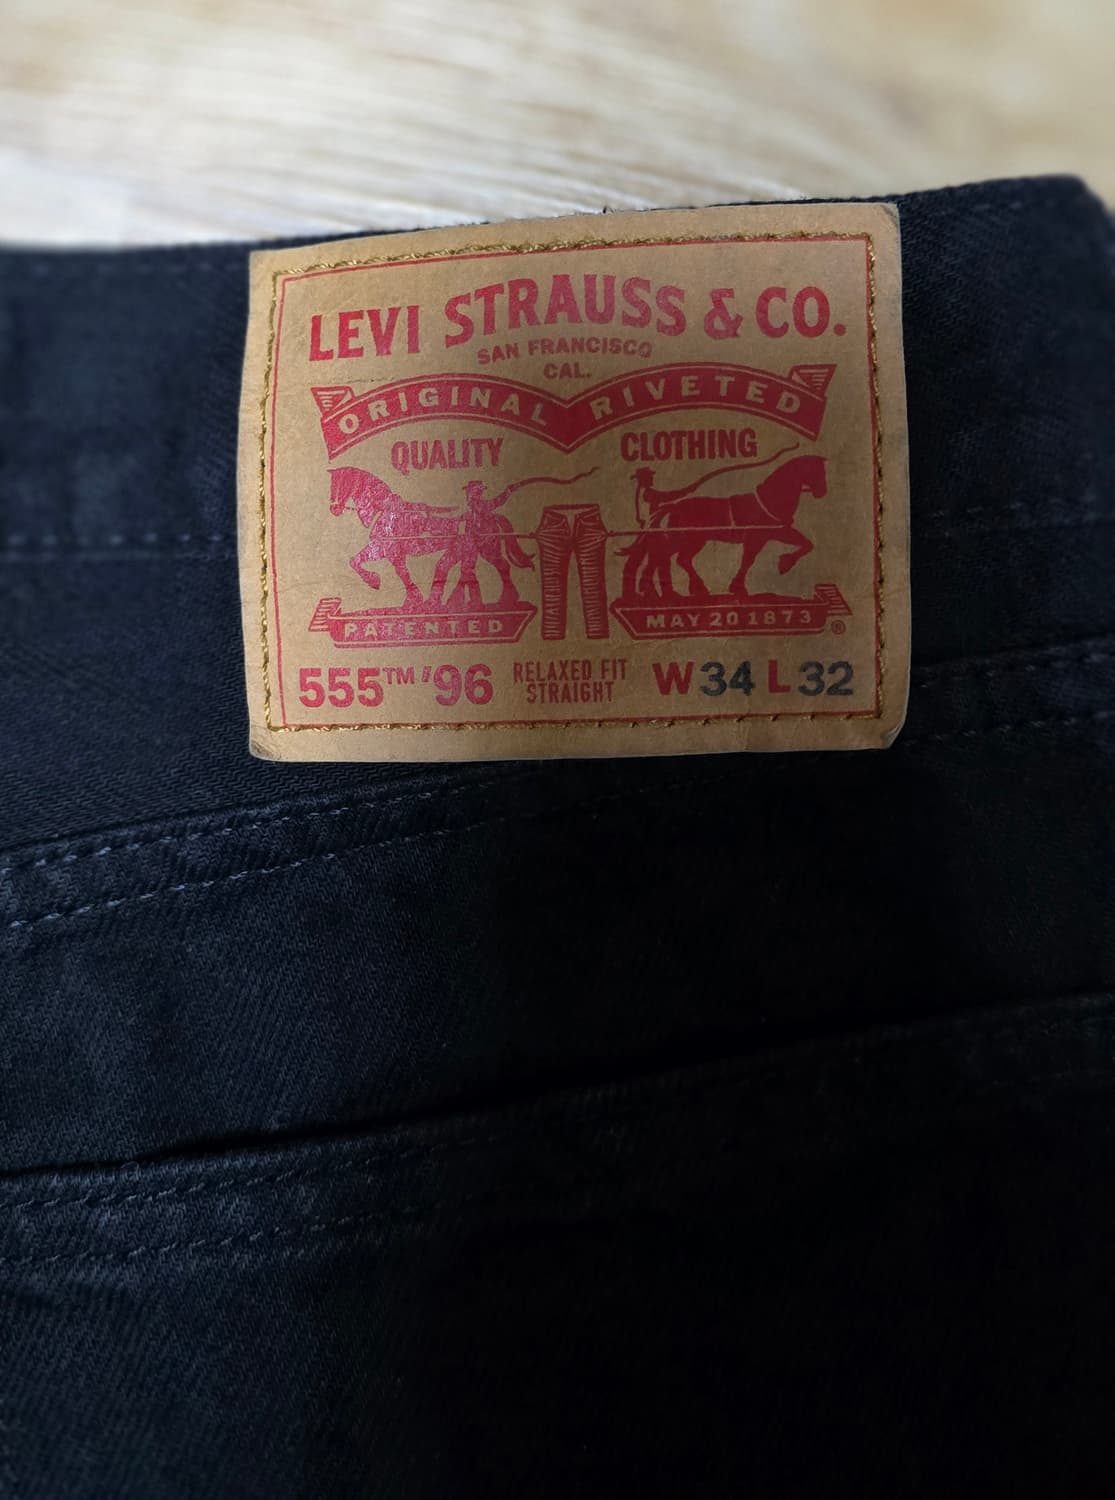 LEVI STRAUSS & CO.
SAN FRANCISCO
CAL.
ORIGINAL RIVETED
QUALITY CLOTHING
PATENTED MAY 20 1873 ®
555™ '96 RELAXED FIT STRAIGHT W34 L32